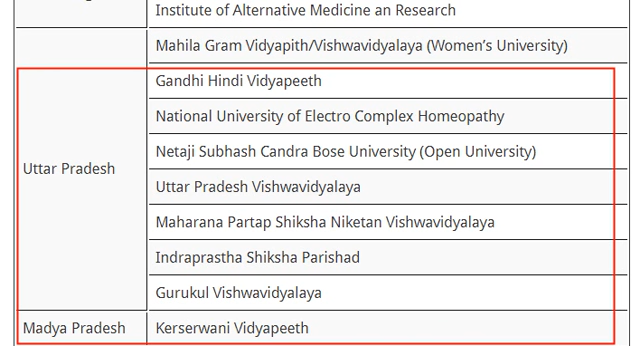 Institute of Alternative Medicine an Research
Mahila Gram Vidyapith/Vishwavidyalaya (Women's University)
Gandhi Hindi Vidyapeeth
National University of Electro Complex Homeopathy
Netaji Subhash Candra Bose University (Open University)
Uttar Pradesh
Uttar Pradesh Vishwavidyalaya
Maharana Partap Shiksha Niketan Vishwavidyalaya
Indraprastha Shiksha Parishad
Gurukul Vishwavidyalaya
Madya Pradesh
Kerserwani Vidyapeeth